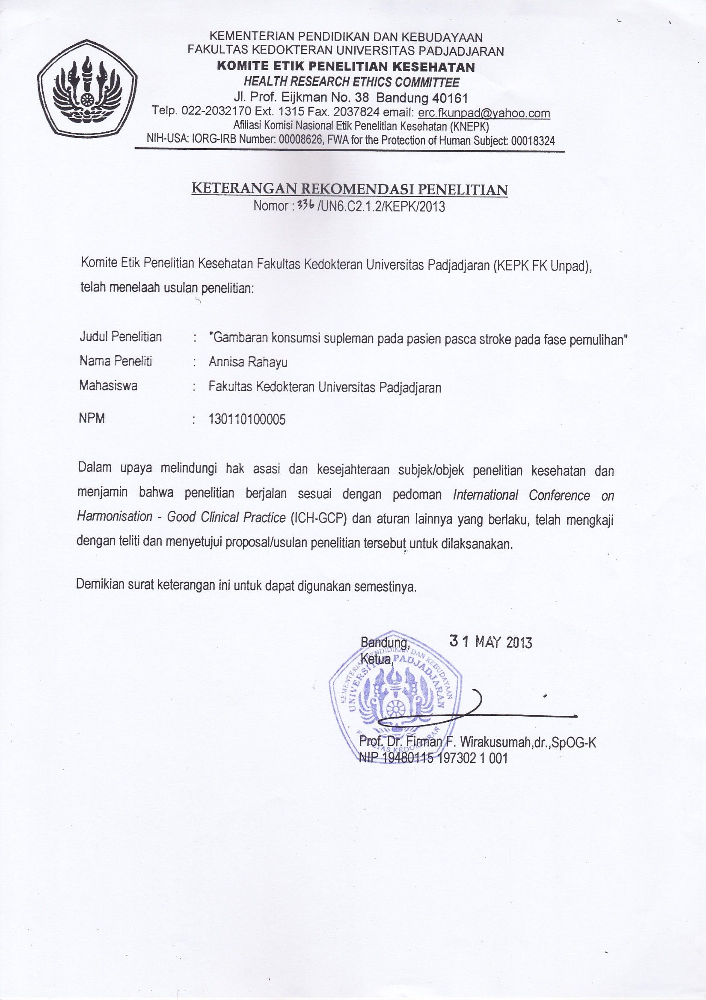 KEMENTERIAN PENDIDIKAN DAN KEBUDAYAAN
FAKULTAS KEDOKTERAN UNIVERSITAS PADJADJARAN
KOMITE ETIK PENELITIAN KESEHATAN
HEALTH RESEARCH ETHICS COMMITTEE
Jl. Prof. Eijkman No. 38 Bandung 40161
Telp. 022-2032170 Ext. 1315 Fax. 2037824 email: erc.fkunpad@yahoo.com
Afiliasi Komisi Nasional Etik Penelitian Kesehatan (KNEPK)
NIH-USA: IORG-IRB Number: 00008626, FWA for the Protection of Human Subject: 00018324
KETERANGAN REKOMENDASI PENELITIAN
Nomor : 336 /UN6.C2.1.2/KEPK/2013
Komite Etik Penelitian Kesehatan Fakultas Kedokteran Universitas Padjadjaran (KEPK FK Unpad),
telah menelaah usulan penelitian:
Judul Penelitian : "Gambaran konsumsi supleman pada pasien pasca stroke pada fase pemulihan"
Nama Peneliti : Annisa Rahayu
Mahasiswa : Fakultas Kedokteran Universitas Padjadjaran
NPM : 130110100005
Dalam upaya melindungi hak asasi dan kesejahteraan subjek/objek penelitian kesehatan dan
menjamin bahwa penelitian berjalan sesuai dengan pedoman International Conference on
Harmonisation - Good Clinical Practice (ICH-GCP) dan aturan lainnya yang berlaku, telah mengkaji
dengan teliti dan menyetujui proposal/usulan penelitian tersebut untuk dilaksanakan.
Demikian surat keterangan ini untuk dapat digunakan semestinya.
Bandung, 31 MAY 2013
Ketua,
KEMENTERIAN PENDIDIKAN DAN KEBUDAYAAN
UNIVERSITAS PADJADJARAN
FAKULTAS KEDOKTERAN
Prof. Dr. Firman F. Wirakusumah,dr.,SpOG-K
NIP 19480115 197302 1 001